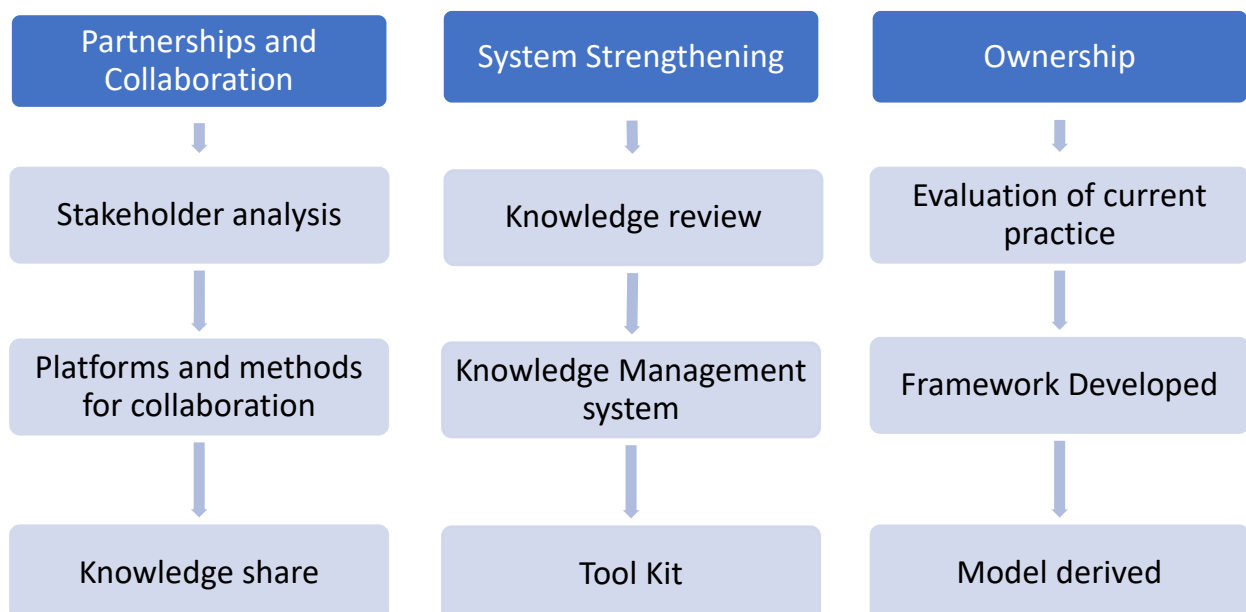 Partnerships and
Collaboration
System Strengthening
Ownership
Stakeholder analysis
Knowledge review
Evaluation of current
practice
Platforms and methods
for collaboration
Knowledge Management
system
Framework Developed
Knowledge share
Tool Kit
Model derived